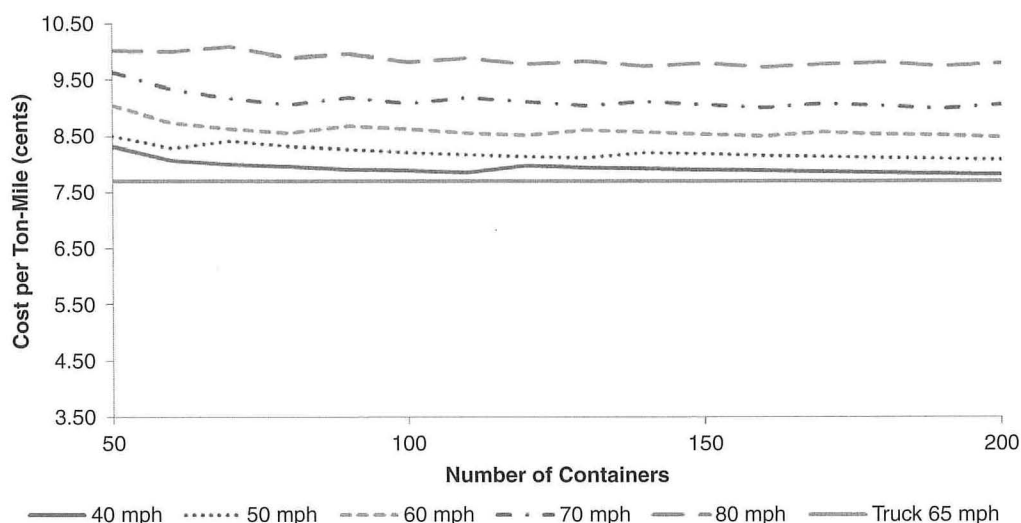 10.50
9.50
8.50
7.50
6.50
5.50
4.50
3.50
Cost per Ton-Mile (cents)
50 100 150 200
Number of Containers
40 mph 50 mph 60 mph 70 mph 80 mph Truck 65 mph